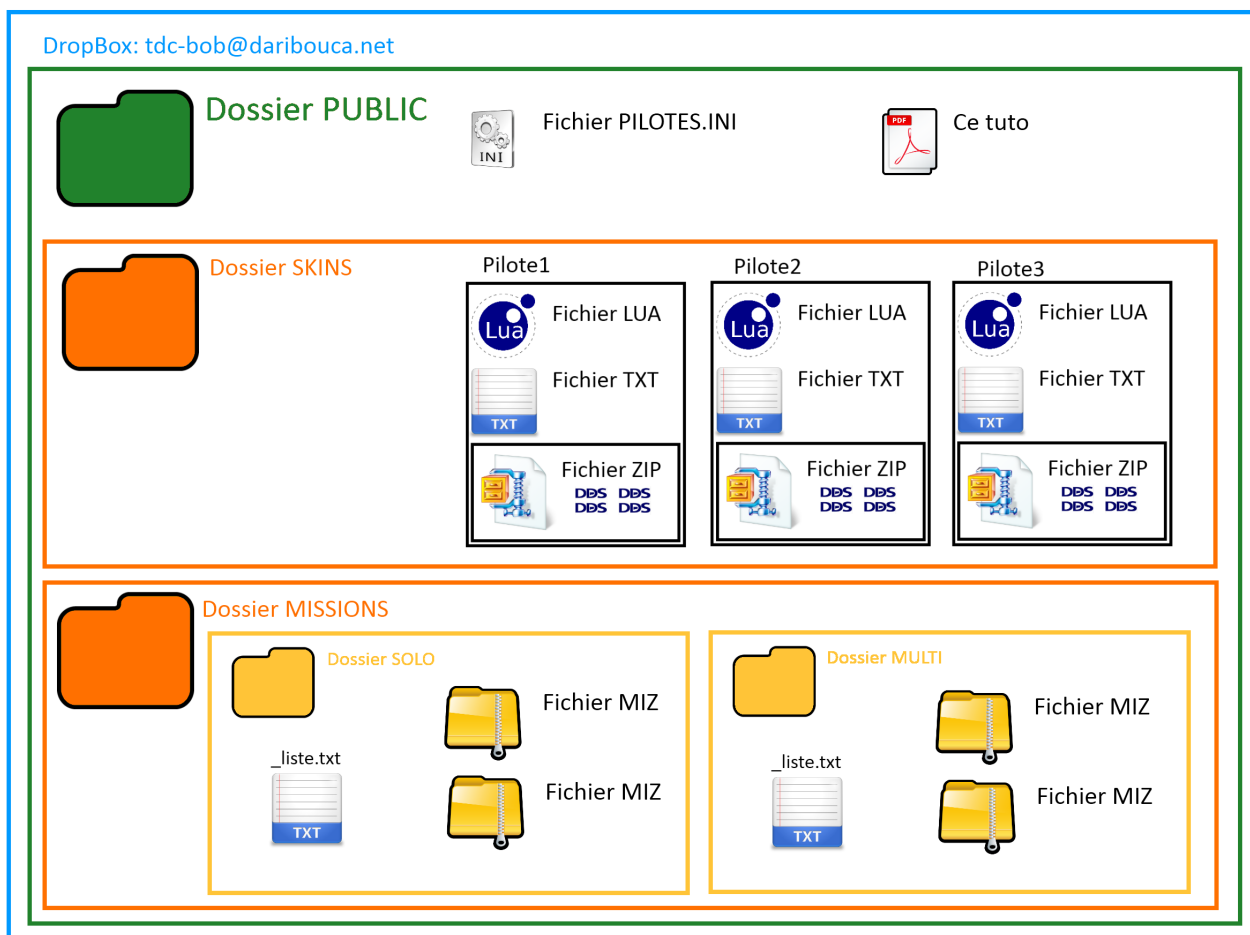 DropBox: tdc-bob@daribouca.net
Dossier PUBLIC
INI
Fichier PILOTES.INI
PDF
Ce tuto
Dossier SKINS
Pilote1
Lua
Fichier LUA
Fichier TXT
TXT
Fichier ZIP
DDS DDS
DDS DDS
Pilote2
Lua
Fichier LUA
Fichier TXT
TXT
Fichier ZIP
DDS DDS
DDS DDS
Pilote3
Lua
Fichier LUA
Fichier TXT
TXT
Fichier ZIP
DDS DDS
DDS DDS
Dossier MISSIONS
Dossier SOLO
Fichier MIZ
_liste.txt
TXT
Fichier MIZ
Dossier MULTI
Fichier MIZ
_liste.txt
TXT
Fichier MIZ